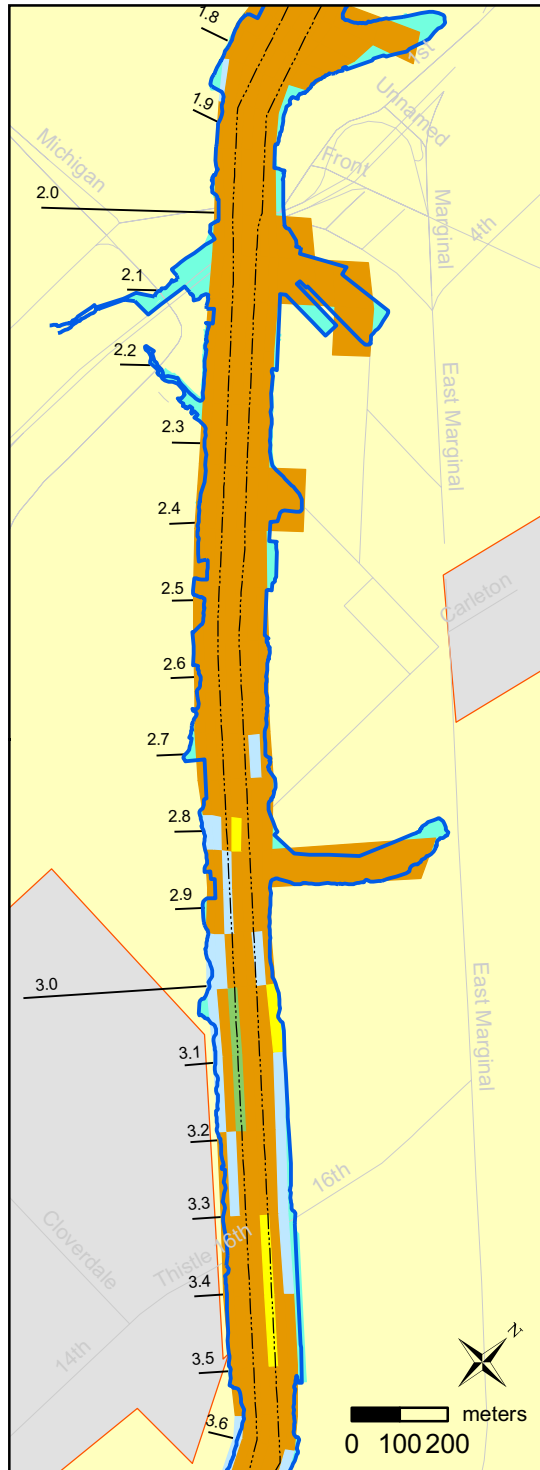 1.8
1st
Unnamed
1.9
Michigan
Front
2.0
Marginal
4th
2.1
2.2
East Marginal
2.3
2.4
2.5
Carleton
2.6
2.7
2.8
2.9
3.0
East Marginal
3.1
3.2
16th
3.3
Cloverdale
Thistle 16th
3.4
14th
N
3.5
meters
3.6
0 100 200